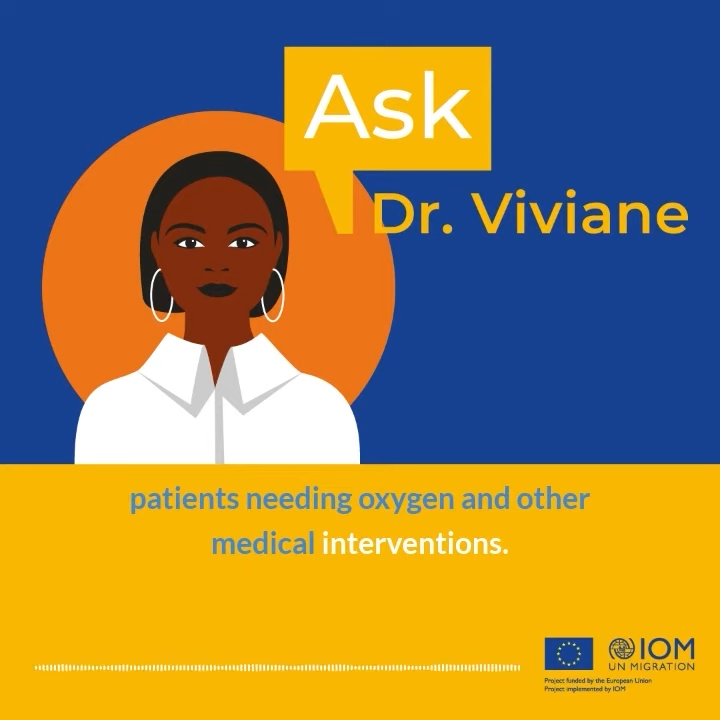 Ask
Dr. Viviane
patients needing oxygen and other
medical interventions.
IOM
UN MIGRATION
Project funded by the European Union
Project implemented by IOM